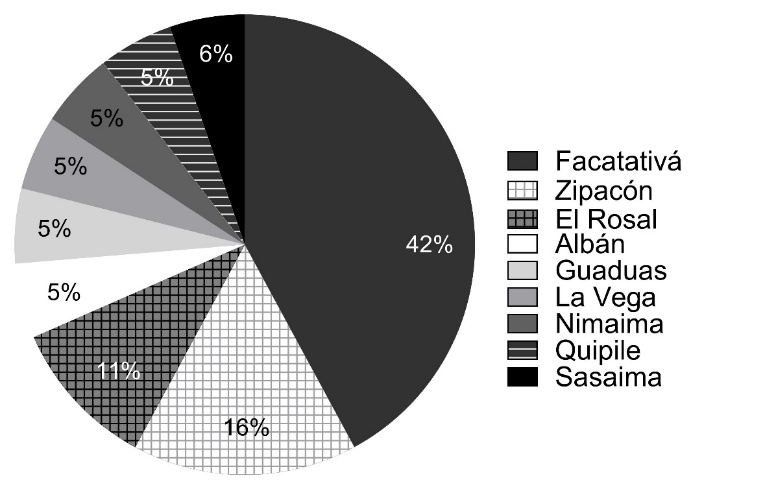 6%
5%
5%
5%
5%
5%
11%
16%
42%
Facatativá
Zipacón
El Rosal
Albán
Guaduas
La Vega
Nimaima
Quipile
Sasaima